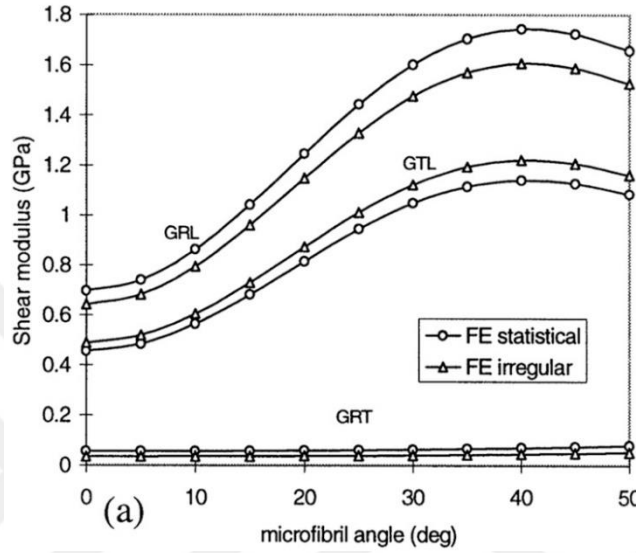 1.8
1.6
1.4
1.2
1
0.8
0.6
0.4
0.2
0
Shear modulus (GPa)
GRL
GTL
GRT
FE statistical
FE irregular
0 10 20 30 40 50
(a)
microfibril angle (deg)